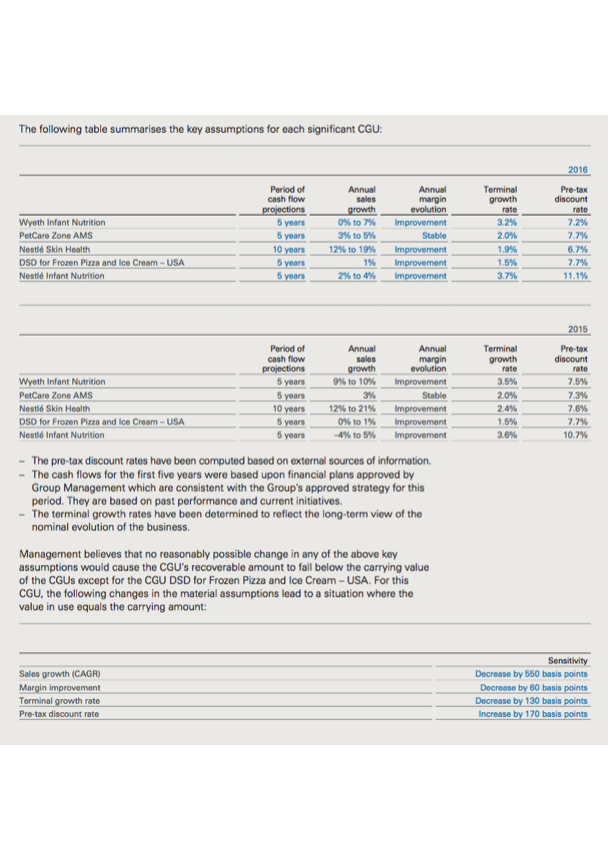 The following table summarises the key assumptions for each significant CGU:
2016
Period of cash flow projections Annual sales growth Annual margin evolution Terminal growth rate Pre-tax discount rate
Wyeth Infant Nutrition 5 years 0% to 7% Improvement 3.2% 7.2%
PetCare Zone AMS 5 years 3% to 5% Stable 2.0% 7.7%
Nestlé Skin Health 10 years 12% to 19% Improvement 1.9% 6.7%
DSD for Frozen Pizza and Ice Cream – USA 5 years 1% Improvement 1.5% 7.7%
Nestlé Infant Nutrition 5 years 2% to 4% Improvement 3.7% 11.1%
2015
Period of cash flow projections Annual sales growth Annual margin evolution Terminal growth rate Pre-tax discount rate
Wyeth Infant Nutrition 5 years 9% to 10% Improvement 3.5% 7.5%
PetCare Zone AMS 5 years 3% Stable 2.0% 7.3%
Nestlé Skin Health 10 years 12% to 21% Improvement 2.4% 7.6%
DSD for Frozen Pizza and Ice Cream – USA 5 years 0% to 1% Improvement 1.5% 7.7%
Nestlé Infant Nutrition 5 years –4% to 5% Improvement 3.6% 10.7%
– The pre-tax discount rates have been computed based on external sources of information.
– The cash flows for the first five years were based upon financial plans approved by
Group Management which are consistent with the Group's approved strategy for this
period. They are based on past performance and current initiatives.
– The terminal growth rates have been determined to reflect the long-term view of the
nominal evolution of the business.
Management believes that no reasonably possible change in any of the above key
assumptions would cause the CGU's recoverable amount to fall below the carrying value
of the CGUs except for the CGU DSD for Frozen Pizza and Ice Cream – USA. For this
CGU, the following changes in the material assumptions lead to a situation where the
value in use equals the carrying amount:
Sensitivity
Sales growth (CAGR) Decrease by 550 basis points
Margin improvement Decrease by 60 basis points
Terminal growth rate Decrease by 130 basis points
Pre-tax discount rate Increase by 170 basis points